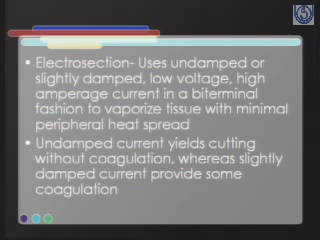 • Electrosection- Uses undamped or
slightly damped, low voltage, high
amperage current in a biterminal
fashion to vaporize tissue with minimal
peripheral heat spread
• Undamped current yields cutting
without coagulation, whereas slightly
damped current provide some
coagulation